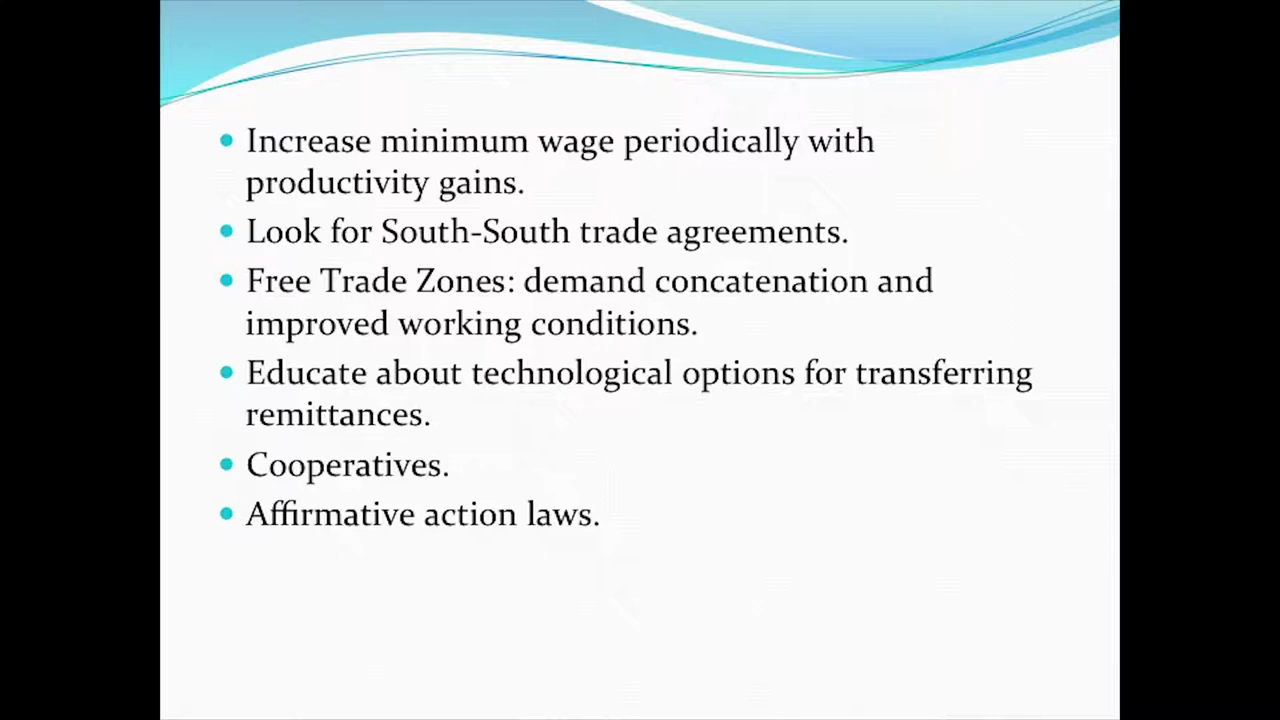 • Increase minimum wage periodically with
productivity gains.
• Look for South-South trade agreements.
• Free Trade Zones: demand concatenation and
improved working conditions.
• Educate about technological options for transferring
remittances.
• Cooperatives.
• Affirmative action laws.